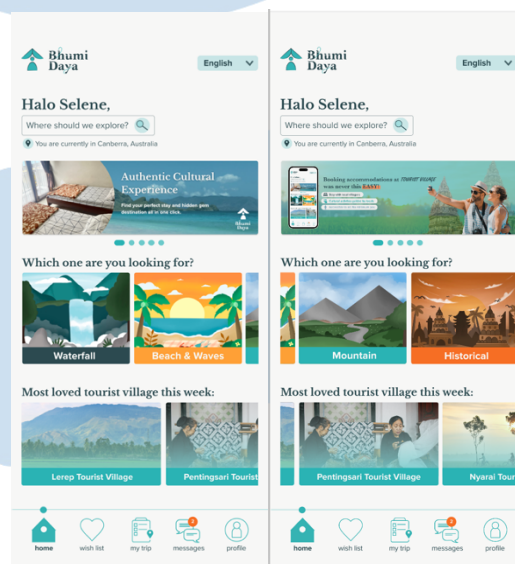 Bhumi
Daya
English
Halo Selene,
Where should we explore?
You are currently in Canberra, Australia
Authentic Cultural
Experience
Find your perfect stay and hidden gem
destination all in one click.
Bhumi
Daya
Which one are you looking for?
Waterfall
Beach & Waves
Most loved tourist village this week:
Lerep Tourist Village
Pentingsari Tourist
home
wish list
my trip
messages
profile
Bhumi
Daya
English
Halo Selene,
Where should we explore?
You are currently in Canberra, Australia
Booking accommodations at TOURIST VILLAGE
was never this EASY!
Which one are you looking for?
Mountain
Historical
Most loved tourist village this week:
Pentingsari Tourist Village
Nyarai Tour
home
wish list
my trip
messages
profile